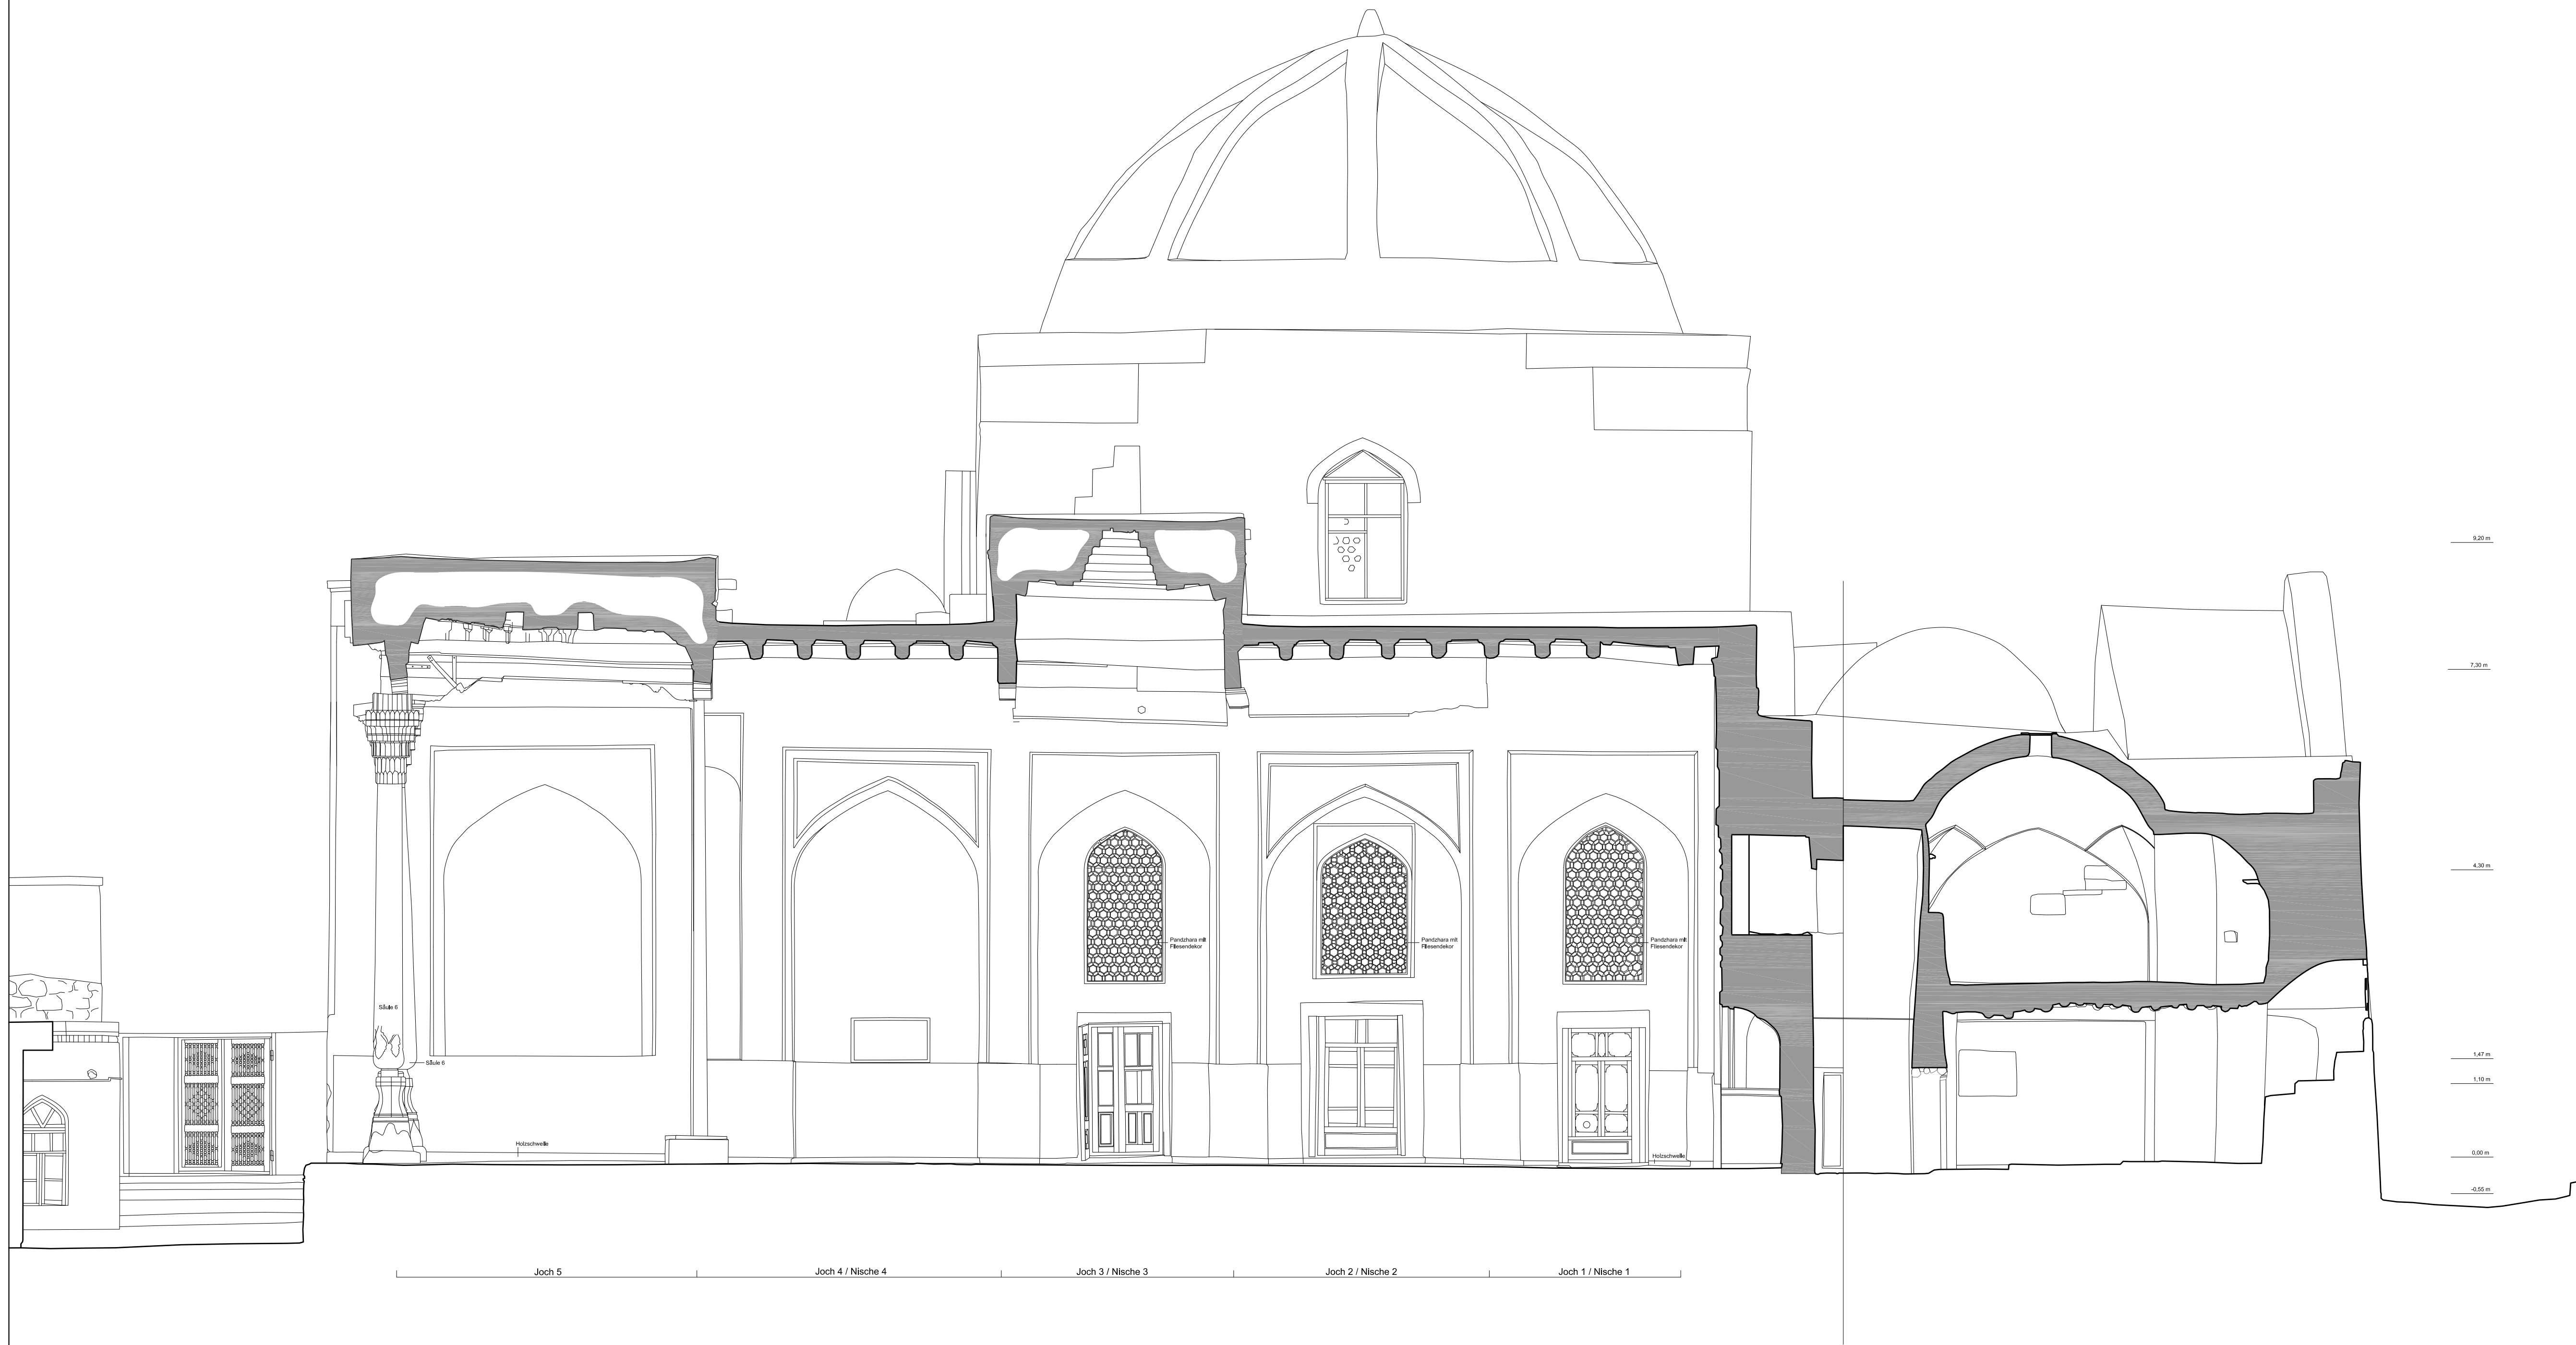 9,20 m
7,30 m
4,30 m
Pandzhara mit
Fliesendekor
Pandzhara mit
Fliesendekor
Pandzhara mit
Fliesendekor
Säule 6
Säule 6
1,47 m
1,10 m
Holzschwelle
Holzschwelle
0,00 m
-0,55 m
Joch 5
Joch 4 / Nische 4
Joch 3 / Nische 3
Joch 2 / Nische 2
Joch 1 / Nische 1